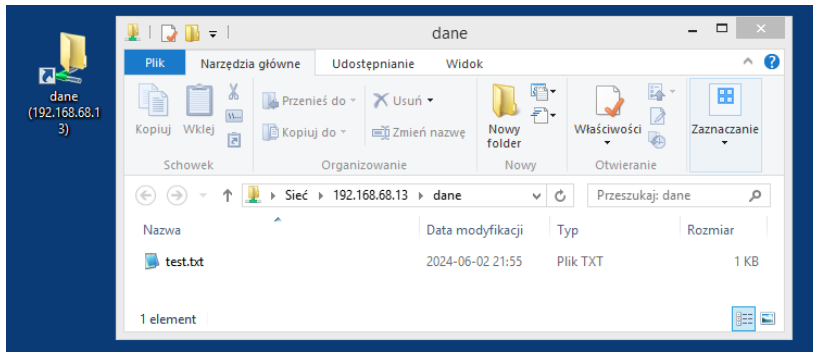 dane
(192.168.68.1
3)
dane
Plik Narzędzia główne Udostępnianie Widok
Kopiuj Wklej Przenieś do Usuń
Kopiuj do Zmień nazwę
Nowy
folder
Właściwości
Zaznaczanie
Schowek Organizowanie Nowy Otwieranie
Sieć 192.168.68.13 dane Przeszukaj: dane
Nazwa Data modyfikacji Typ Rozmiar
test.txt 2024-06-02 21:55 Plik TXT 1 KB
1 element